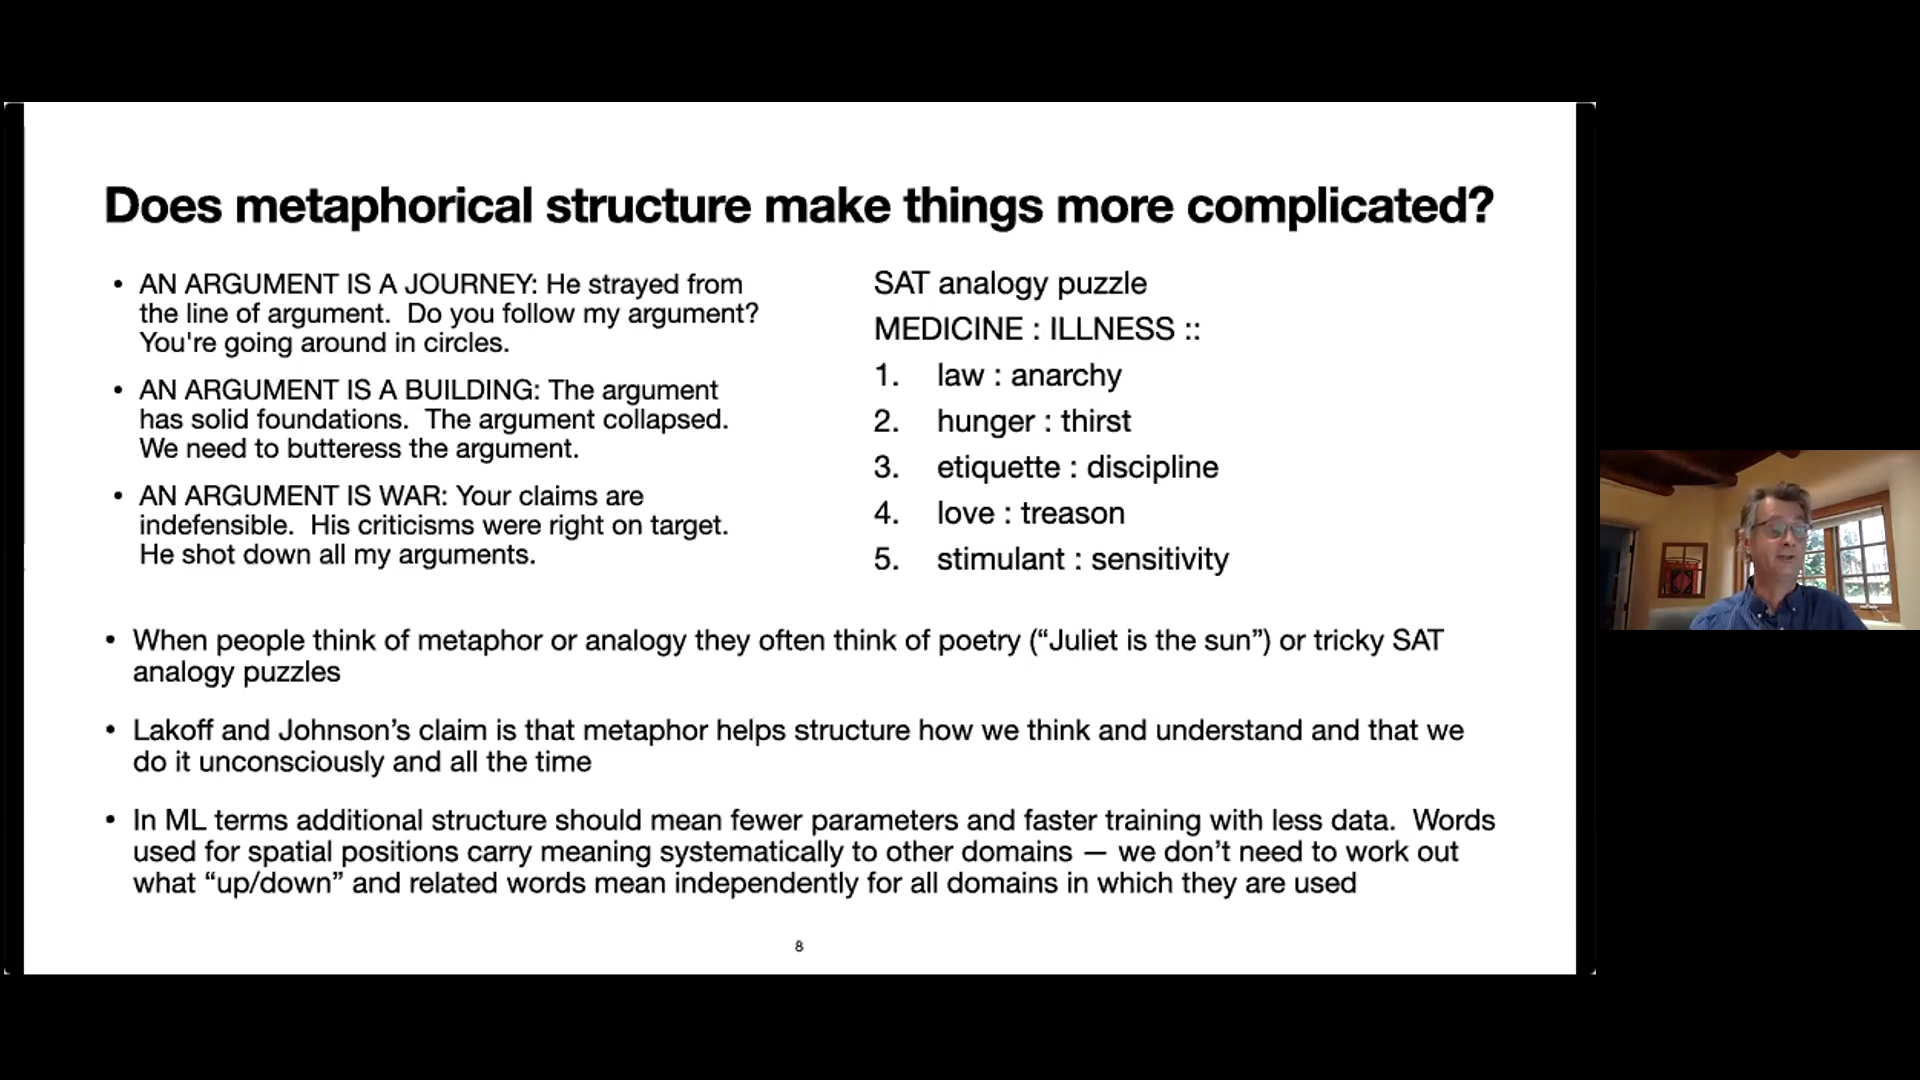 Does metaphorical structure make things more complicated?
• AN ARGUMENT IS A JOURNEY: He strayed from
the line of argument. Do you follow my argument?
You're going around in circles.
• AN ARGUMENT IS A BUILDING: The argument
has solid foundations. The argument collapsed.
We need to butteress the argument.
• AN ARGUMENT IS WAR: Your claims are
indefensible. His criticisms were right on target.
He shot down all my arguments.
SAT analogy puzzle
MEDICINE : ILLNESS ::
1. law : anarchy
2. hunger : thirst
3. etiquette : discipline
4. love : treason
5. stimulant : sensitivity
• When people think of metaphor or analogy they often think of poetry (“Juliet is the sun”) or tricky SAT
analogy puzzles
• Lakoff and Johnson’s claim is that metaphor helps structure how we think and understand and that we
do it unconsciously and all the time
• In ML terms additional structure should mean fewer parameters and faster training with less data. Words
used for spatial positions carry meaning systematically to other domains — we don’t need to work out
what “up/down” and related words mean independently for all domains in which they are used
8